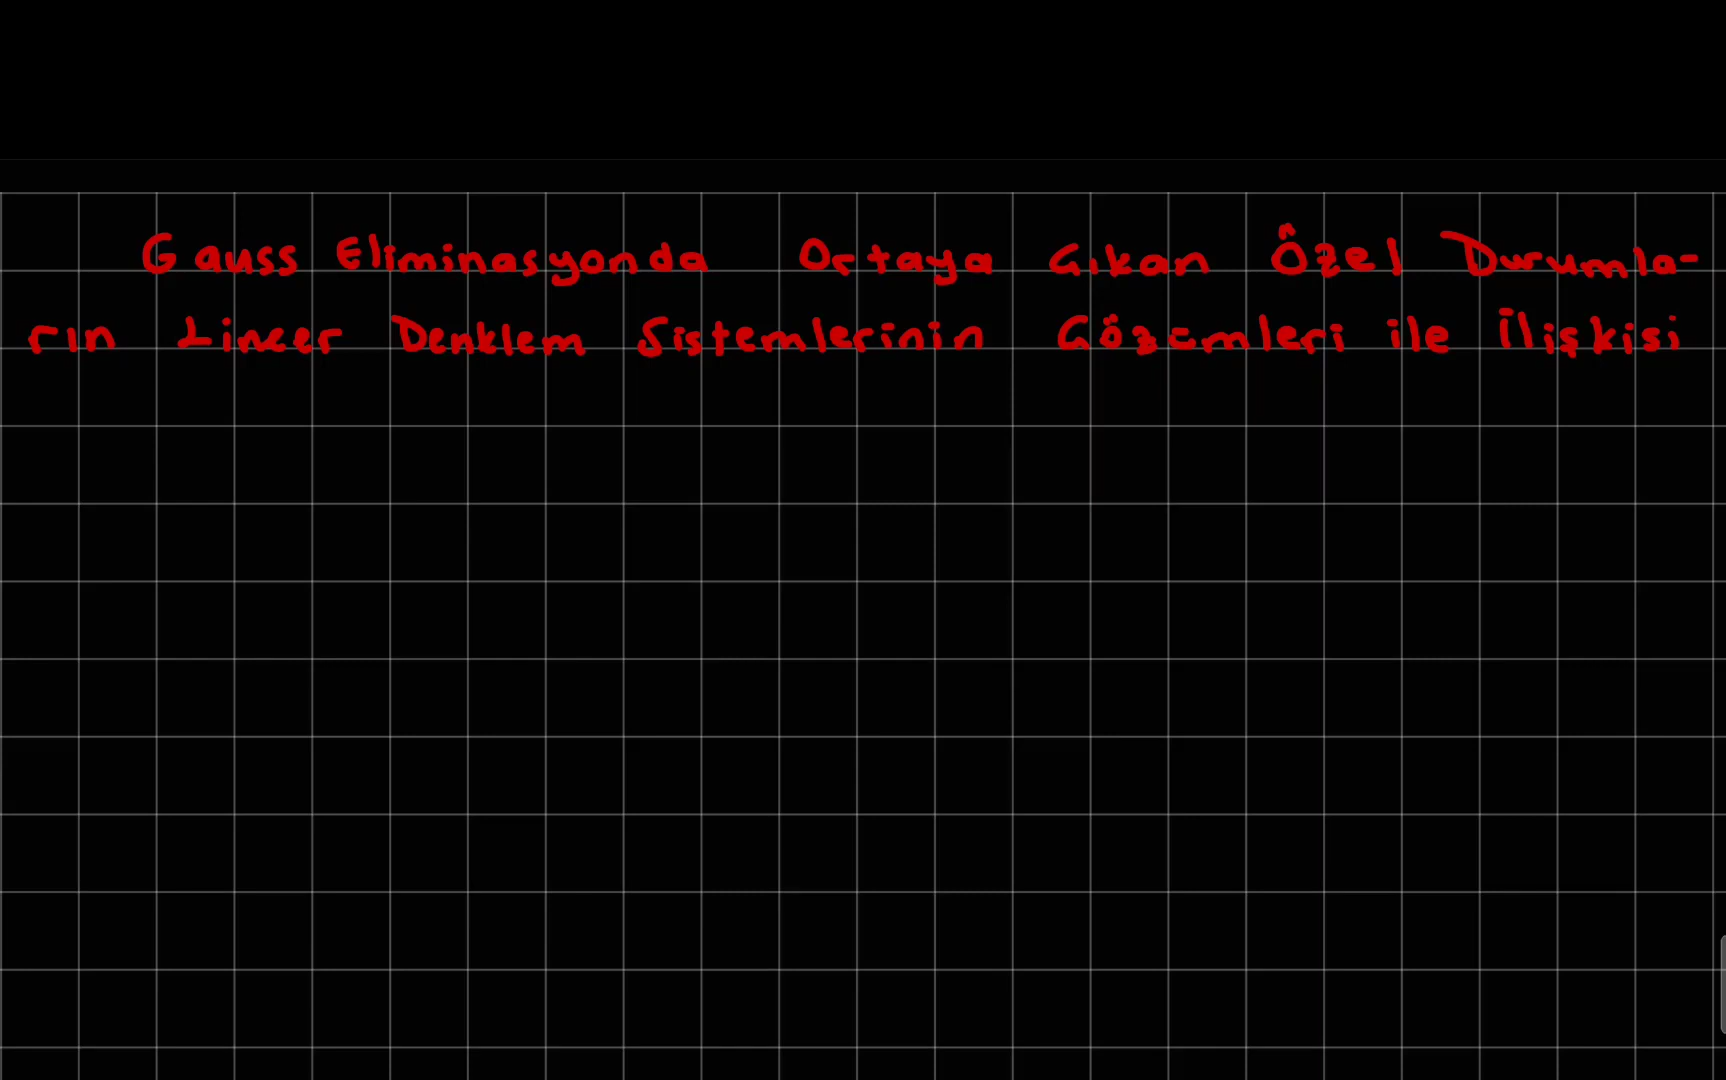 Gauss Eliminasyonda Ortaya Çıkan Özel Durumla-
rın Lineer Denklem Sistemlerinin Çözümleri ile İlişkisi